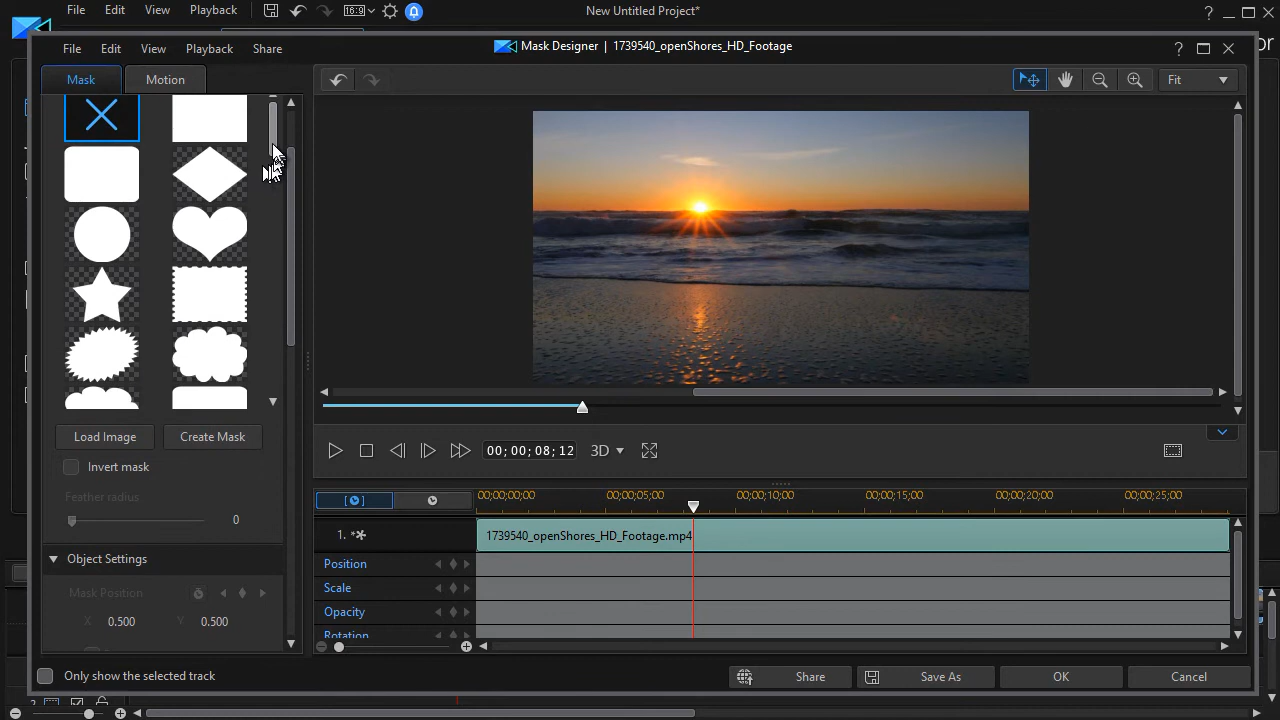 File Edit View Playback 16:9 New Untitled Project* ?
File Edit View Playback Share Mask Designer | 1739540_openShores_HD_Footage ?
Mask Motion Fit
Load Image Create Mask
Invert mask
Feather radius
0
Object Settings
Mask Position
X 0.500 Y 0.500
00; 00; 08; 12 3D
00;00;00;00 00;00;05;00 00;00;10;00 00;00;15;00 00;00;20;00 00;00;25;00
1. 1739540_openShores_HD_Footage.mp4
Position
Scale
Opacity
Rotation
Only show the selected track Share Save As OK Cancel